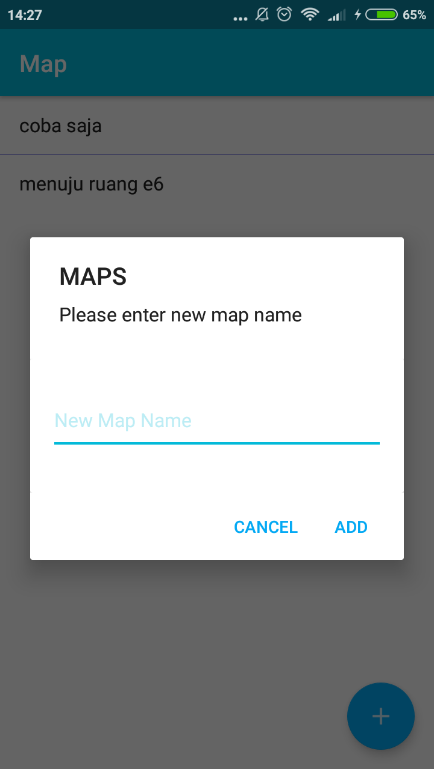 14:27
65%
Map
coba saja
menuju ruang e6
MAPS
Please enter new map name
New Map Name
CANCEL ADD